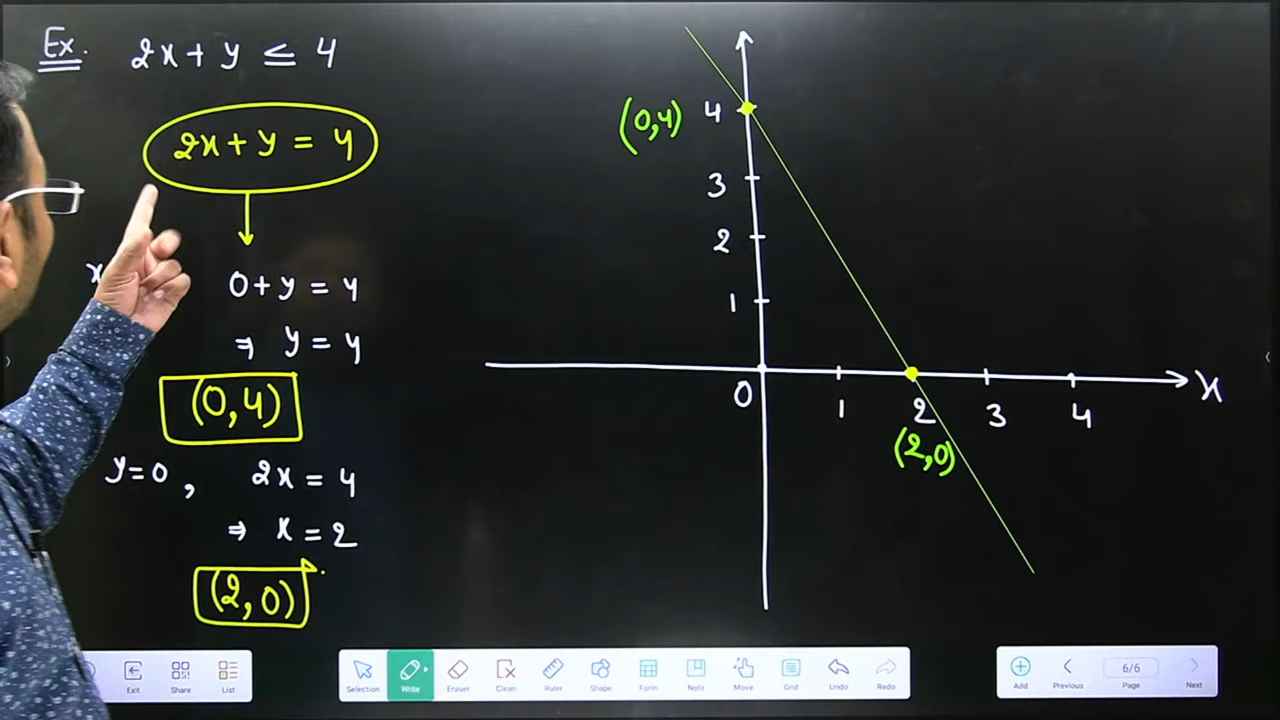 Ex. 2x + y ≤ 4
2x + y = 4
x
0 + y = 4
⇒ y = 4
(0,4)
y=0, 2x = 4
⇒ x = 2
(2,0)
(0,4)
4
3
2
1
0 1 2 3 4 x
(2,0)
Exit Share List
Selection Write Eraser Clean Ruler Shape Form Note Move Grid Undo Redo
Add Previous 6/6 Page Next